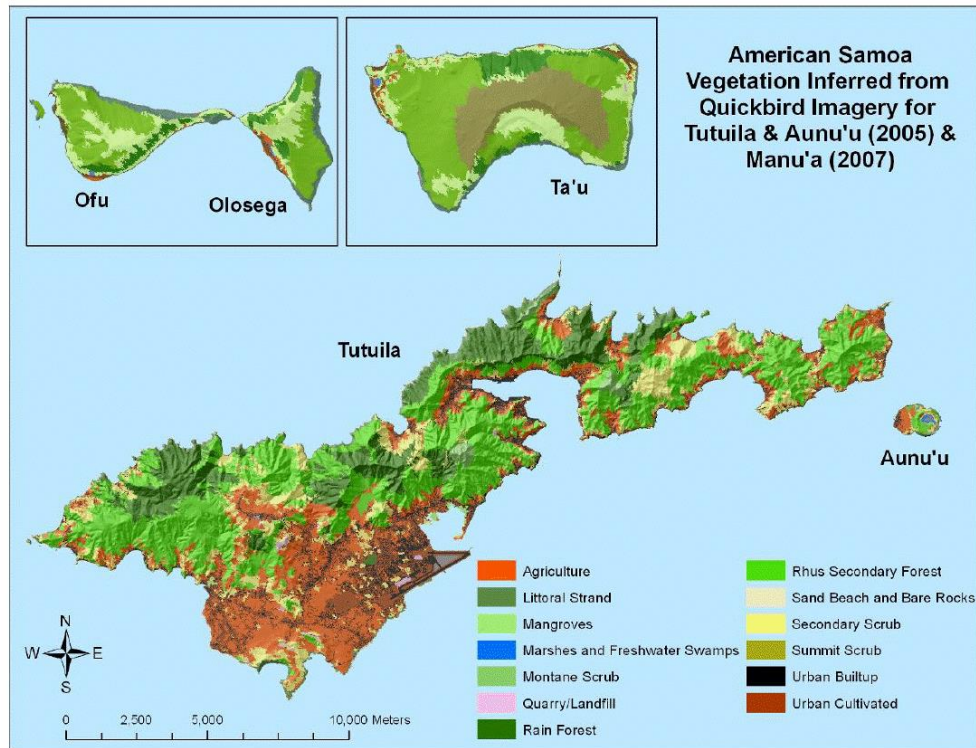 American Samoa
Vegetation Inferred from
Quickbird Imagery for
Tutuila & Aunu'u (2005) &
Manu'a (2007)
Ofu
Olosega
Ta'u
Tutuila
Aunu'u
N
W E
S
0 2.500 5,000 10,000 Meters
Agriculture
Littoral Strand
Mangroves
Marshes and Freshwater Swamps
Montane Scrub
Quarry/Landfill
Rain Forest
Rhus Secondary Forest
Sand Beach and Bare Rocks
Secondary Scrub
Summit Scrub
Urban Builtup
Urban Cultivated